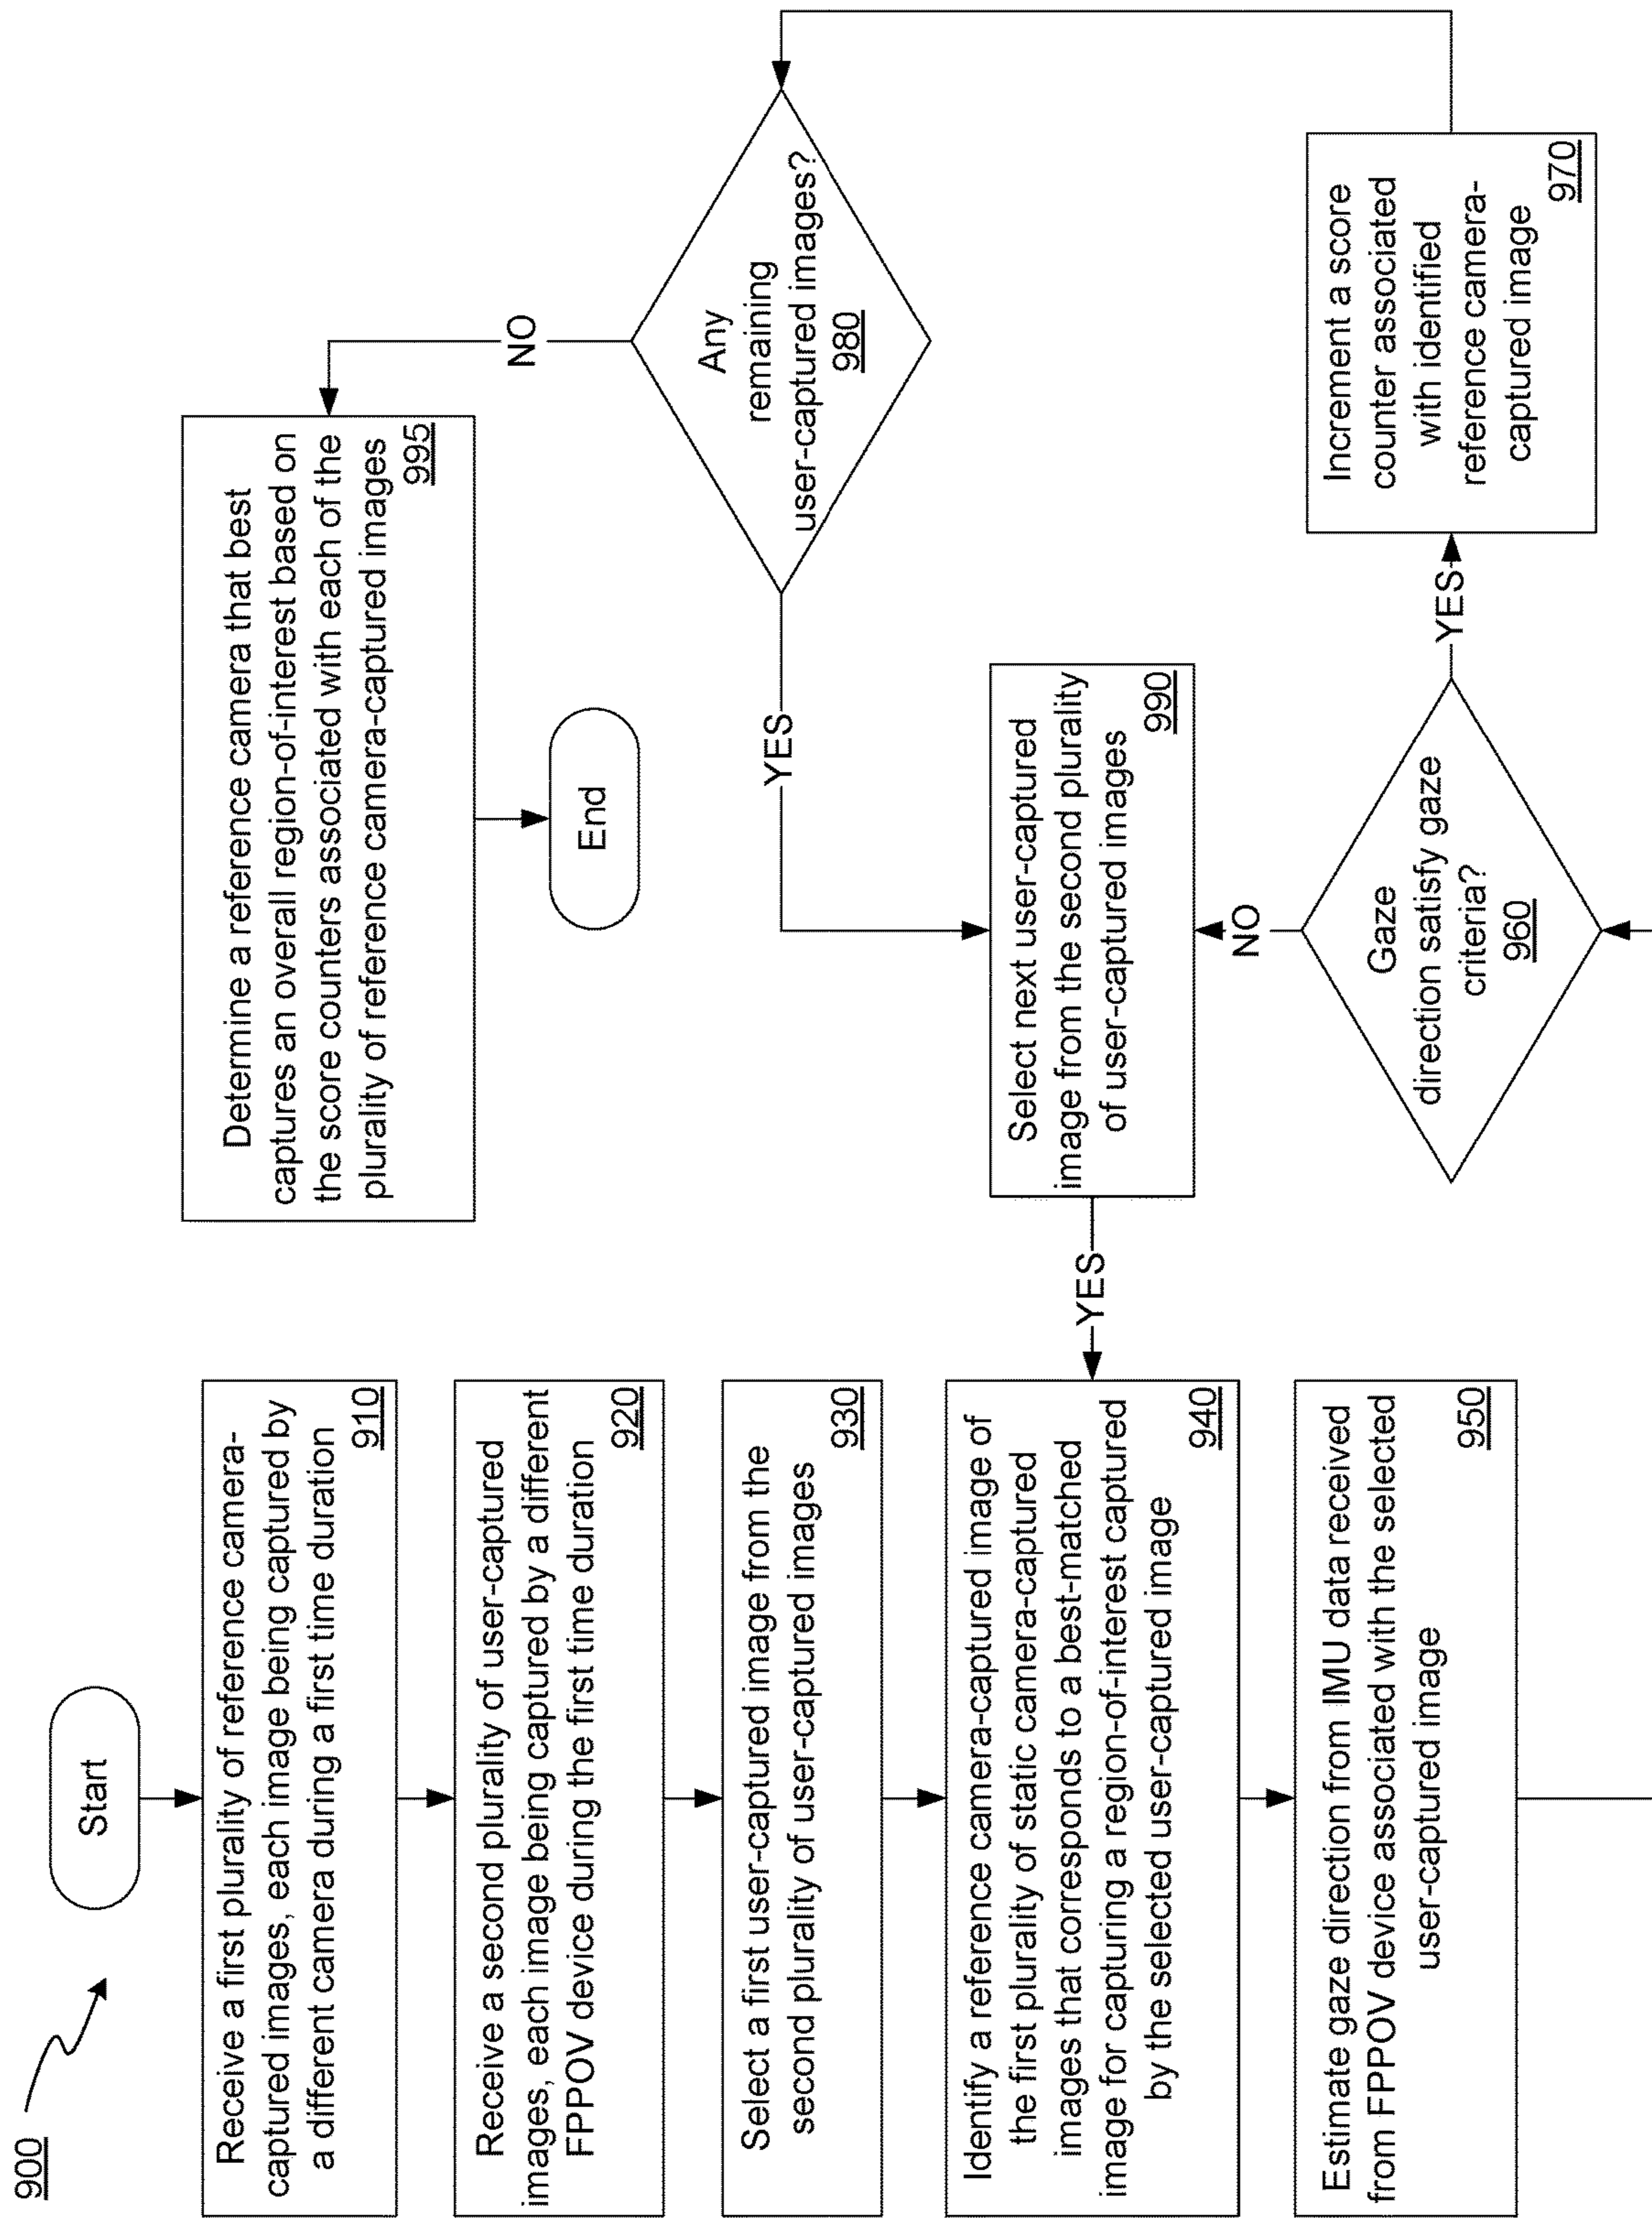 900
Start
Receive a first plurality of reference camera-
captured images, each image being captured by
a different camera during a first time duration
910
Receive a second plurality of user-captured
images, each image being captured by a different
FPPOV device during the first time duration
920
Select a first user-captured image from the
second plurality of user-captured images
930
Identify a reference camera-captured image of
the first plurality of static camera-captured
images that corresponds to a best-matched
image for capturing a region-of-interest captured
by the selected user-captured image
940
Estimate gaze direction from IMU data received
from FPPOV device associated with the selected
user-captured image
950
Gaze
direction satisfy gaze
criteria?
960
YES
NO
Increment a score
counter associated
with identified
reference camera-
captured image
970
Any
remaining
user-captured images?
980
YES
NO
Select next user-captured
image from the second plurality
of user-captured images
990
YES
Determine a reference camera that best
captures an overall region-of-interest based on
the score counters associated with each of the
plurality of reference camera-captured images
995
End